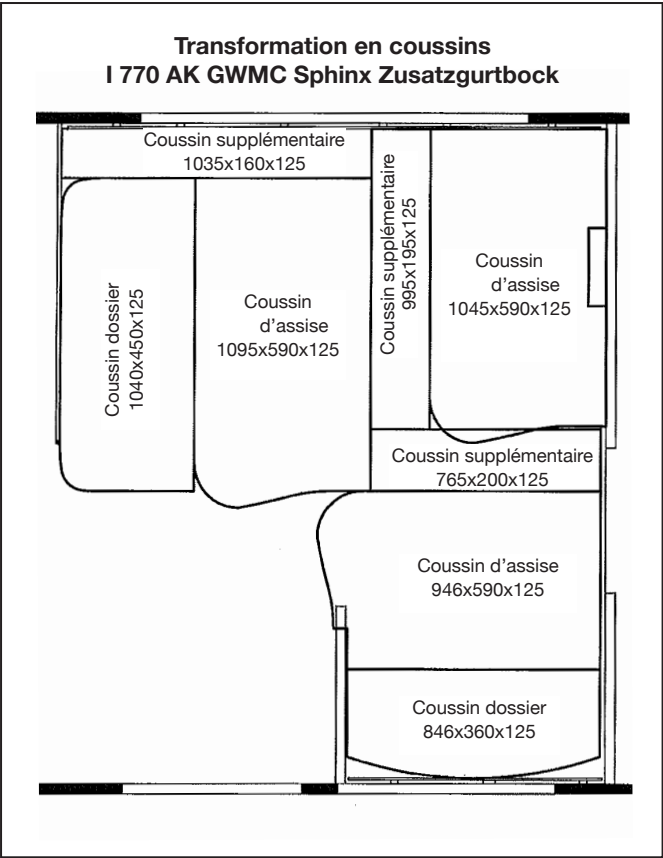 Transformation en coussins
I 770 AK GWMC Sphinx Zusatzgurtbock
Coussin supplémentaire
1035x160x125
Coussin dossier
1040x450x125
Coussin
d’assise
1095x590x125
Coussin supplémentaire
995x195x125
Coussin
d’assise
1045x590x125
Coussin supplémentaire
765x200x125
Coussin d’assise
946x590x125
Coussin dossier
846x360x125